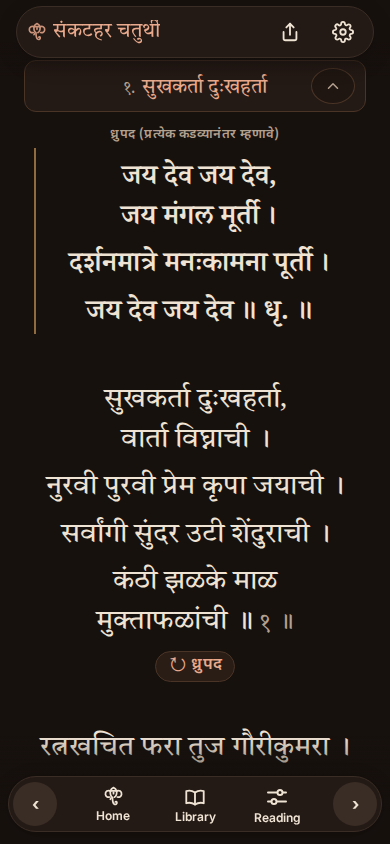 संकटहर चतुर्थी
१. सुखकर्ता दुःखहर्ता
ध्रुपद (प्रत्येक कडव्यानंतर म्हणावे)
जय देव जय देव,
जय मंगल मूर्ती ।
दर्शनमात्रे मनःकामना पूर्ती ।
जय देव जय देव ॥ धृ. ॥
सुखकर्ता दुःखहर्ता,
वार्ता विघ्नाची ।
नुरवी पुरवी प्रेम कृपा जयाची ।
सर्वांगी सुंदर उटी शेंदुराची ।
कंठी झळके माळ
मुक्ताफळांची ॥ १ ॥
ध्रुपद
रत्नखचित फरा तुज गौरीकुमरा ।
Home Library Reading